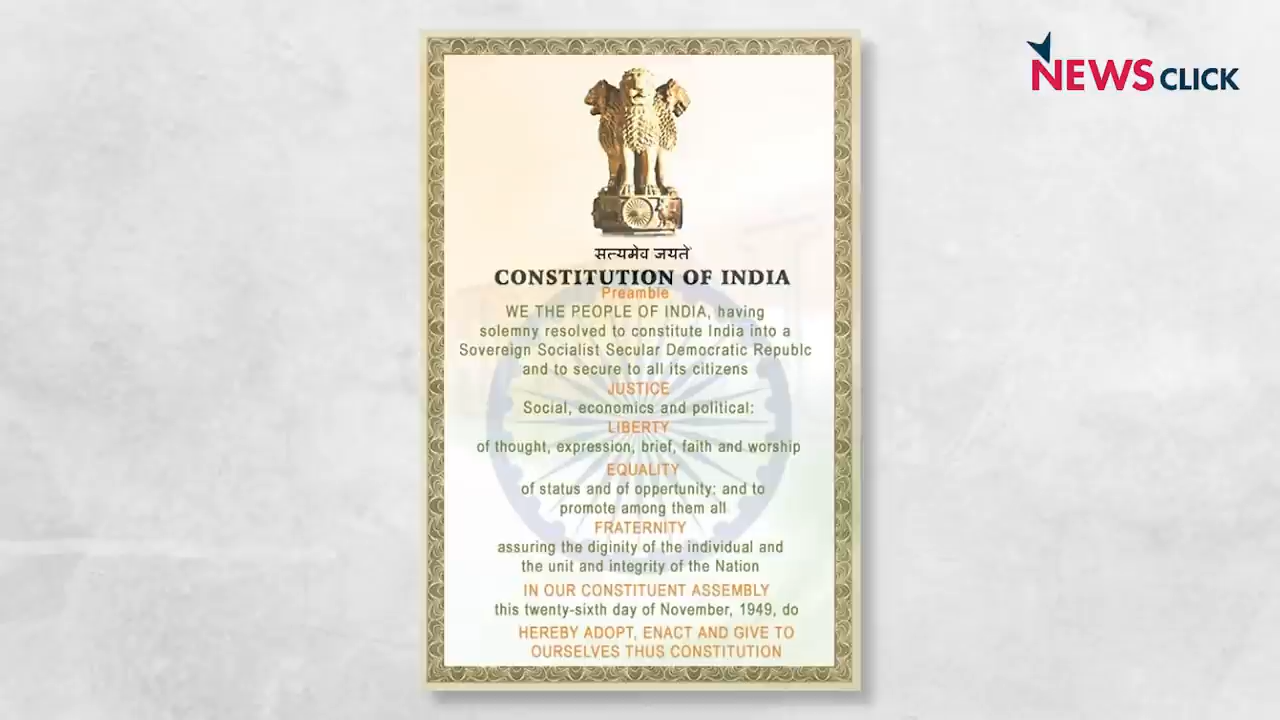 NEWS CLICK
सत्यमेव जयते
CONSTITUTION OF INDIA
Preamble
WE THE PEOPLE OF INDIA, having
solemny resolved to constitute India into a
Sovereign Socialist Secular Democratic Republc
and to secure to all its citizens
JUSTICE
Social, economics and political:
LIBERTY
of thought, expression, brief, faith and worship
EQUALITY
of status and of opportunity: and to
promote among them all
FRATERNITY
assuring the diginity of the individual and
the unit and integrity of the Nation
IN OUR CONSTITUENT ASSEMBLY
this twenty-sixth day of November, 1949, do
HEREBY ADOPT, ENACT AND GIVE TO
OURSELVES THUS CONSTITUTION